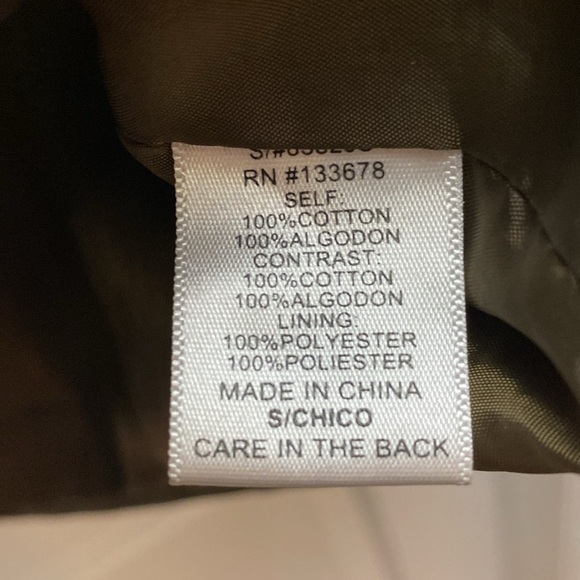 RN #133678
SELF:
100%COTTON
100%ALGODON
CONTRAST:
100%COTTON
100%ALGODON
LINING:
100%POLYESTER
100%POLIESTER
MADE IN CHINA
S/CHICO
CARE IN THE BACK